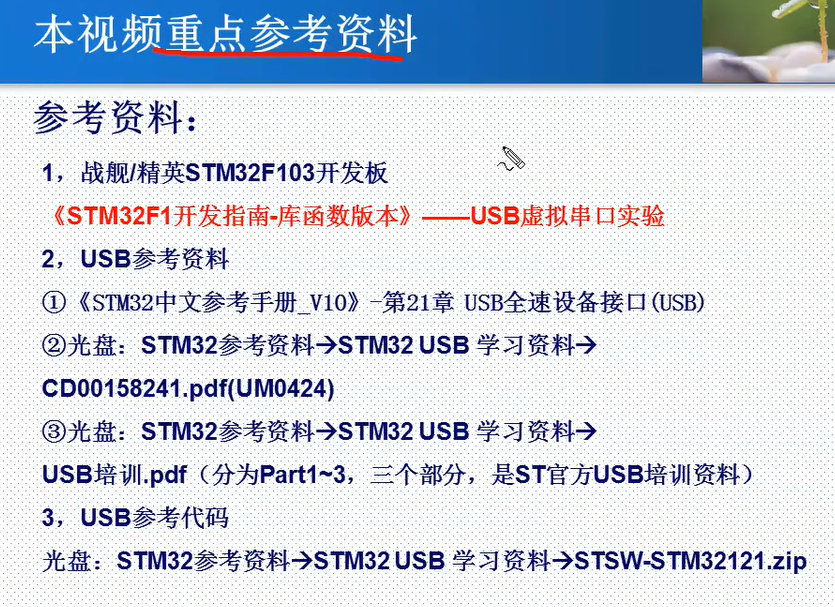 本视频重点参考资料
参考资料：
1，战舰/精英STM32F103开发板
《STM32F1开发指南-库函数版本》——USB虚拟串口实验
2，USB参考资料
①《STM32中文参考手册_V10》-第21章 USB全速设备接口(USB)
②光盘：STM32参考资料→STM32 USB 学习资料→
CD00158241.pdf(UM0424)
③光盘：STM32参考资料→STM32 USB 学习资料→
USB培训.pdf（分为Part1~3，三个部分，是ST官方USB培训资料）
3，USB参考代码
光盘：STM32参考资料→STM32 USB 学习资料→STSW-STM32121.zip